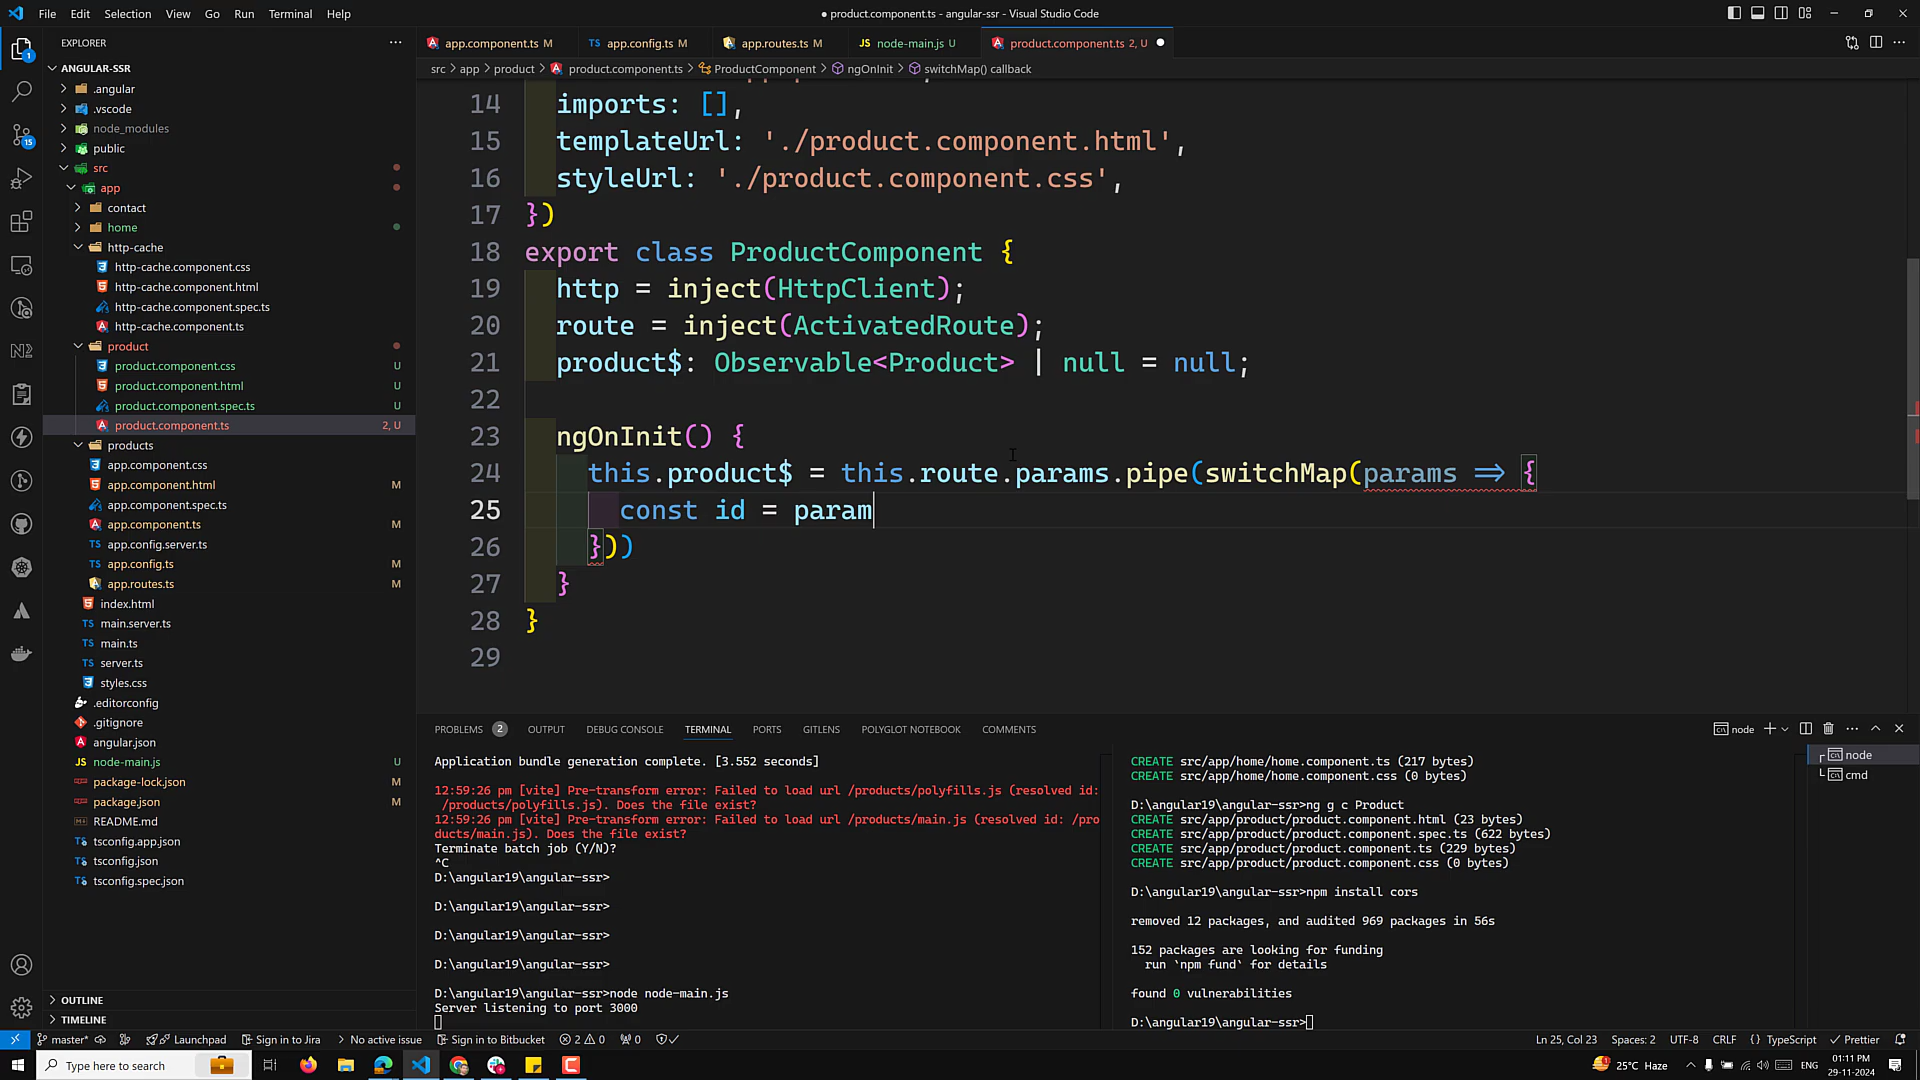 File Edit Selection View Go Run Terminal Help
● product.component.ts - angular-ssr - Visual Studio Code
EXPLORER
app.component.ts M
app.config.ts M
app.routes.ts M
node-main.js U
product.component.ts 2, U
src > app > product > product.component.ts > ProductComponent > ngOnInit > switchMap() callback
ANGULAR-SSR
.angular
.vscode
node_modules
public
src
app
contact
home
http-cache
http-cache.component.css
http-cache.component.html
http-cache.component.spec.ts
http-cache.component.ts
product
product.component.css U
product.component.html U
product.component.spec.ts U
product.component.ts 2, U
products
app.component.css
app.component.html M
app.component.spec.ts
app.component.ts M
app.config.server.ts
app.config.ts M
app.routes.ts M
index.html
main.server.ts
main.ts
server.ts
styles.css
.editorconfig
.gitignore
angular.json
node-main.js U
package-lock.json M
package.json M
README.md
tsconfig.app.json
tsconfig.json
tsconfig.spec.json
OUTLINE
TIMELINE
14 imports: [],
15 templateUrl: './product.component.html',
16 styleUrl: './product.component.css',
17 })
18 export class ProductComponent {
19 http = inject(HttpClient);
20 route = inject(ActivatedRoute);
21 product$: Observable<Product> | null = null;
22
23 ngOnInit() {
24 this.product$ = this.route.params.pipe(switchMap(params => {
25 const id = param
26 }))
27 }
28 }
29
PROBLEMS 2 OUTPUT DEBUG CONSOLE TERMINAL PORTS GITLENS POLYGLOT NOTEBOOK COMMENTS
node
Application bundle generation complete. [3.552 seconds]
12:59:26 pm [vite] Pre-transform error: Failed to load url /products/polyfills.js (resolved id:
/products/polyfills.js). Does the file exist?
12:59:26 pm [vite] Pre-transform error: Failed to load url /products/main.js (resolved id: /pro
ducts/main.js). Does the file exist?
Terminate batch job (Y/N)?
^C
D:\angular19\angular-ssr>
D:\angular19\angular-ssr>
D:\angular19\angular-ssr>
D:\angular19\angular-ssr>
D:\angular19\angular-ssr>node node-main.js
Server listening to port 3000
CREATE src/app/home/home.component.ts (217 bytes)
CREATE src/app/home/home.component.css (0 bytes)
D:\angular19\angular-ssr>ng g c Product
CREATE src/app/product/product.component.html (23 bytes)
CREATE src/app/product/product.component.spec.ts (622 bytes)
CREATE src/app/product/product.component.ts (229 bytes)
CREATE src/app/product/product.component.css (0 bytes)
D:\angular19\angular-ssr>npm install cors
removed 12 packages, and audited 969 packages in 56s
152 packages are looking for funding
run `npm fund` for details
found 0 vulnerabilities
D:\angular19\angular-ssr>
node
cmd
master* Launchpad Sign in to Jira No active issue Sign in to Bitbucket 2 0 0
Ln 25, Col 23 Spaces: 2 UTF-8 CRLF {} TypeScript Prettier
Type here to search
25°C Haze
ENG
01:11 PM
29-11-2024